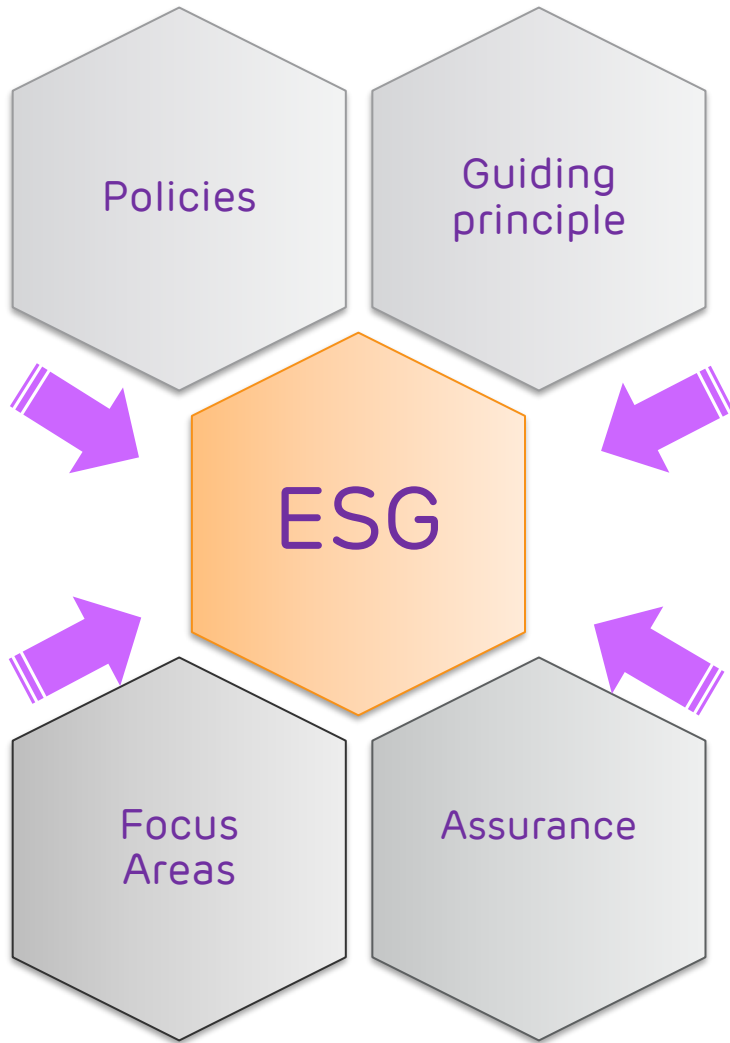 Policies
Guiding
principle
ESG
Focus
Areas
Assurance